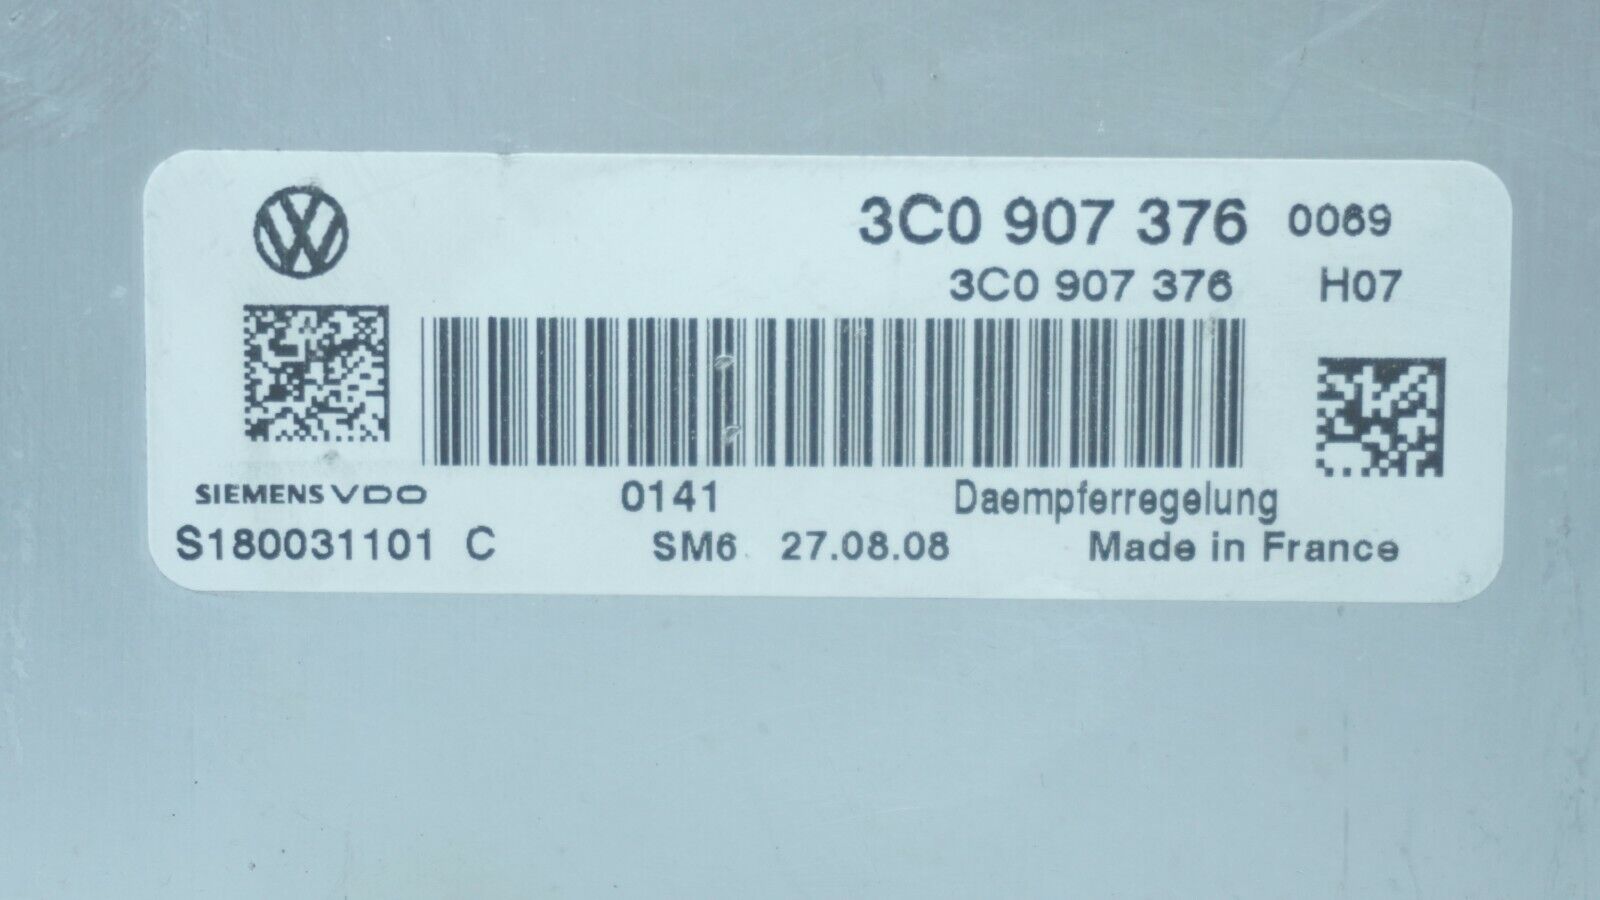 3C0 907 376 0069
3C0 907 376 H07
SIEMENS VDO 0141 Daempferregelung
S180031101 C SM6 27.08.08 Made in France